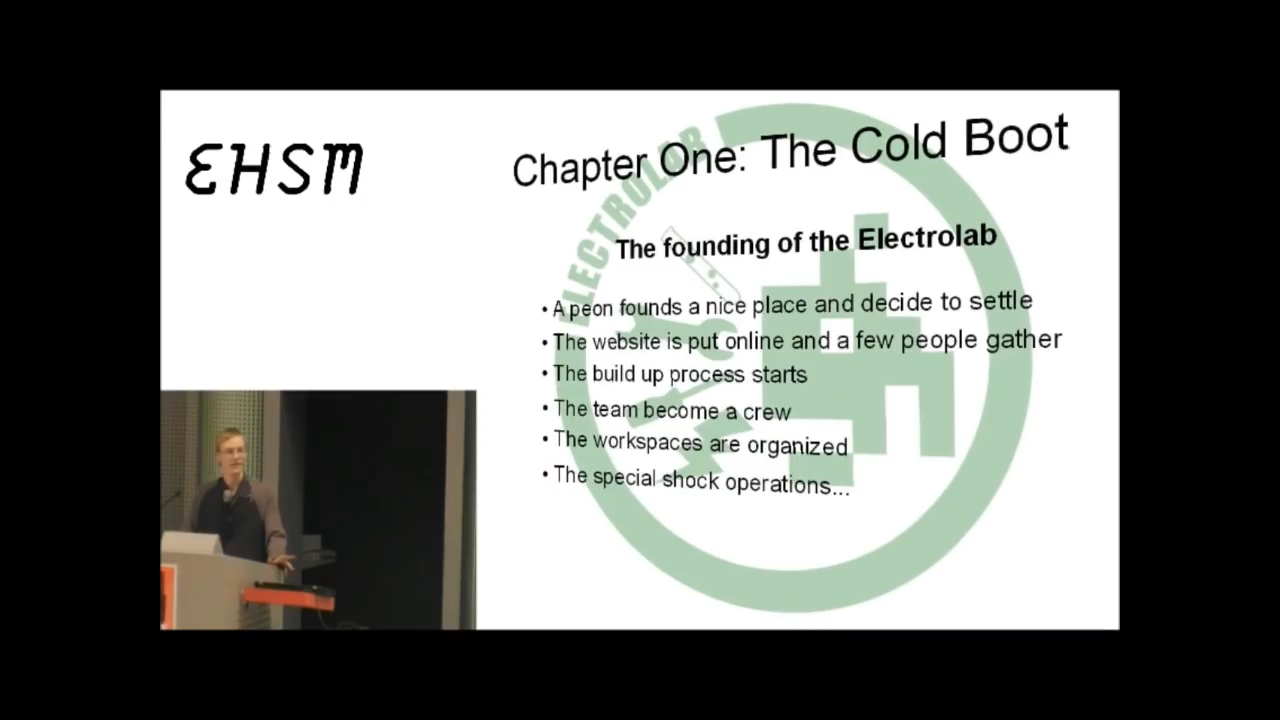 EHSM
Chapter One: The Cold Boot
ELECTROLAB
The founding of the Electrolab
• A peon founds a nice place and decide to settle
• The website is put online and a few people gather
• The build up process starts
• The team become a crew
• The workspaces are organized
• The special shock operations...